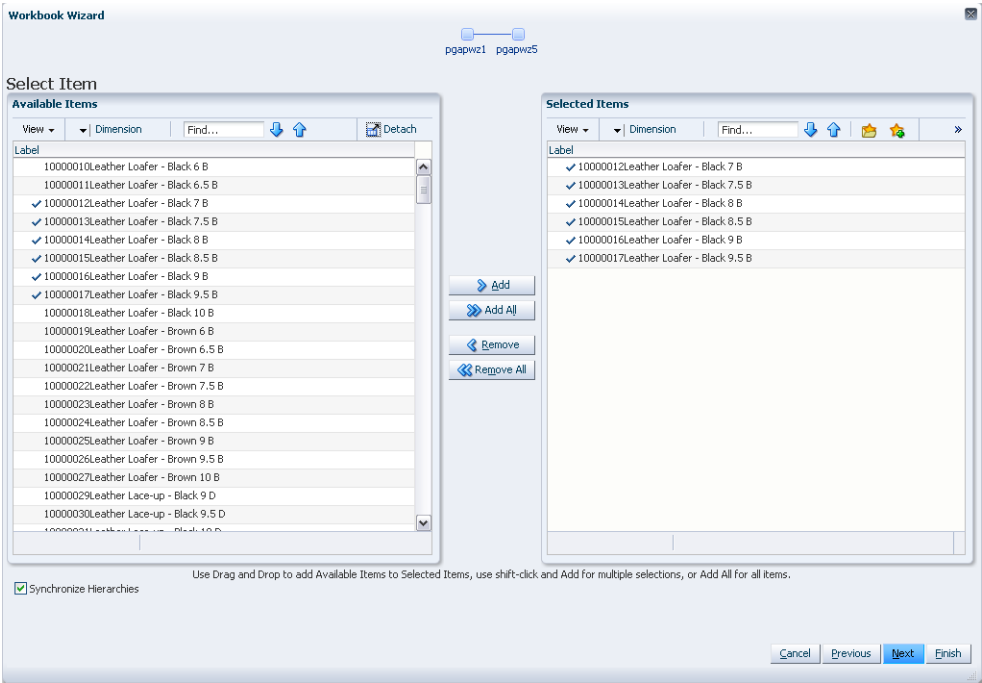 Workbook Wizard
pgapwz1 pgapwz5
Select Item
Available Items
View Dimension Find... Detach
Label
10000010Leather Loafer - Black 6 B
10000011Leather Loafer - Black 6.5 B
10000012Leather Loafer - Black 7 B
10000013Leather Loafer - Black 7.5 B
10000014Leather Loafer - Black 8 B
10000015Leather Loafer - Black 8.5 B
10000016Leather Loafer - Black 9 B
10000017Leather Loafer - Black 9.5 B
10000018Leather Loafer - Black 10 B
10000019Leather Loafer - Brown 6 B
10000020Leather Loafer - Brown 6.5 B
10000021Leather Loafer - Brown 7 B
10000022Leather Loafer - Brown 7.5 B
10000023Leather Loafer - Brown 8 B
10000024Leather Loafer - Brown 8.5 B
10000025Leather Loafer - Brown 9 B
10000026Leather Loafer - Brown 9.5 B
10000027Leather Loafer - Brown 10 B
10000029Leather Lace-up - Black 9 D
10000030Leather Lace-up - Black 9.5 D
Add
Add All
Remove
Remove All
Selected Items
View Dimension Find... »
Label
10000012Leather Loafer - Black 7 B
10000013Leather Loafer - Black 7.5 B
10000014Leather Loafer - Black 8 B
10000015Leather Loafer - Black 8.5 B
10000016Leather Loafer - Black 9 B
10000017Leather Loafer - Black 9.5 B
Use Drag and Drop to add Available Items to Selected Items, use shift-click and Add for multiple selections, or Add All for all items.
Synchronize Hierarchies
Cancel Previous Next Finish